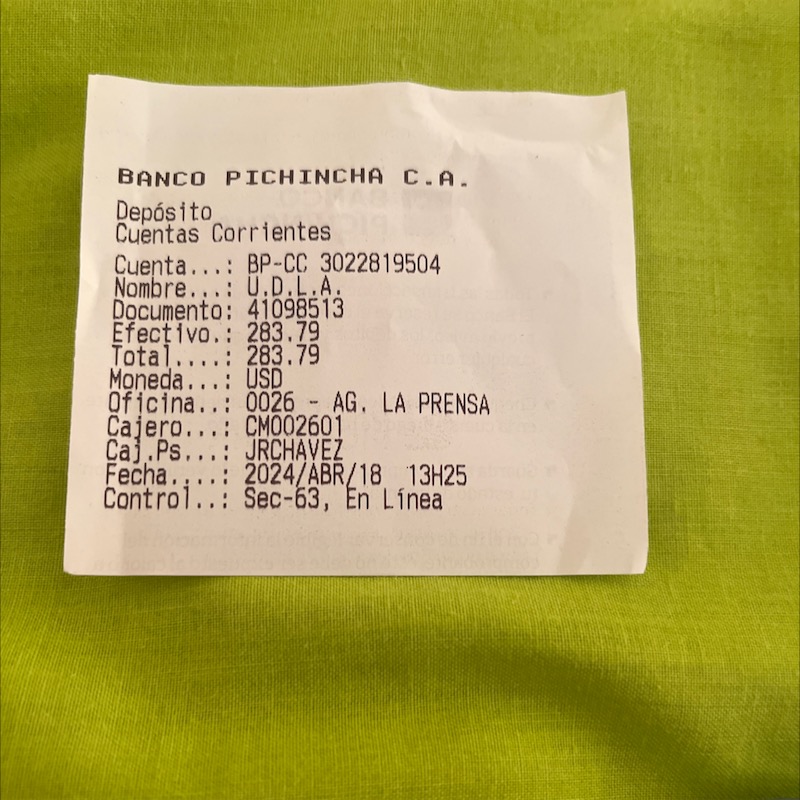 BANCO PICHINCHA C.A.
Depósito
Cuentas Corrientes
Cuenta...: BP-CC 3022819504
Nombre...: U.D.L.A.
Documento: 41098513
Efectivo.: 283.79
Total....: 283.79
Moneda...: USD
Oficina..: 0026 - AG. LA PRENSA
Cajero...: CM002601
Caj.Ps...: JRCHAVEZ
Fecha....: 2024/ABR/18 13H25
Control..: Sec-63, En Línea